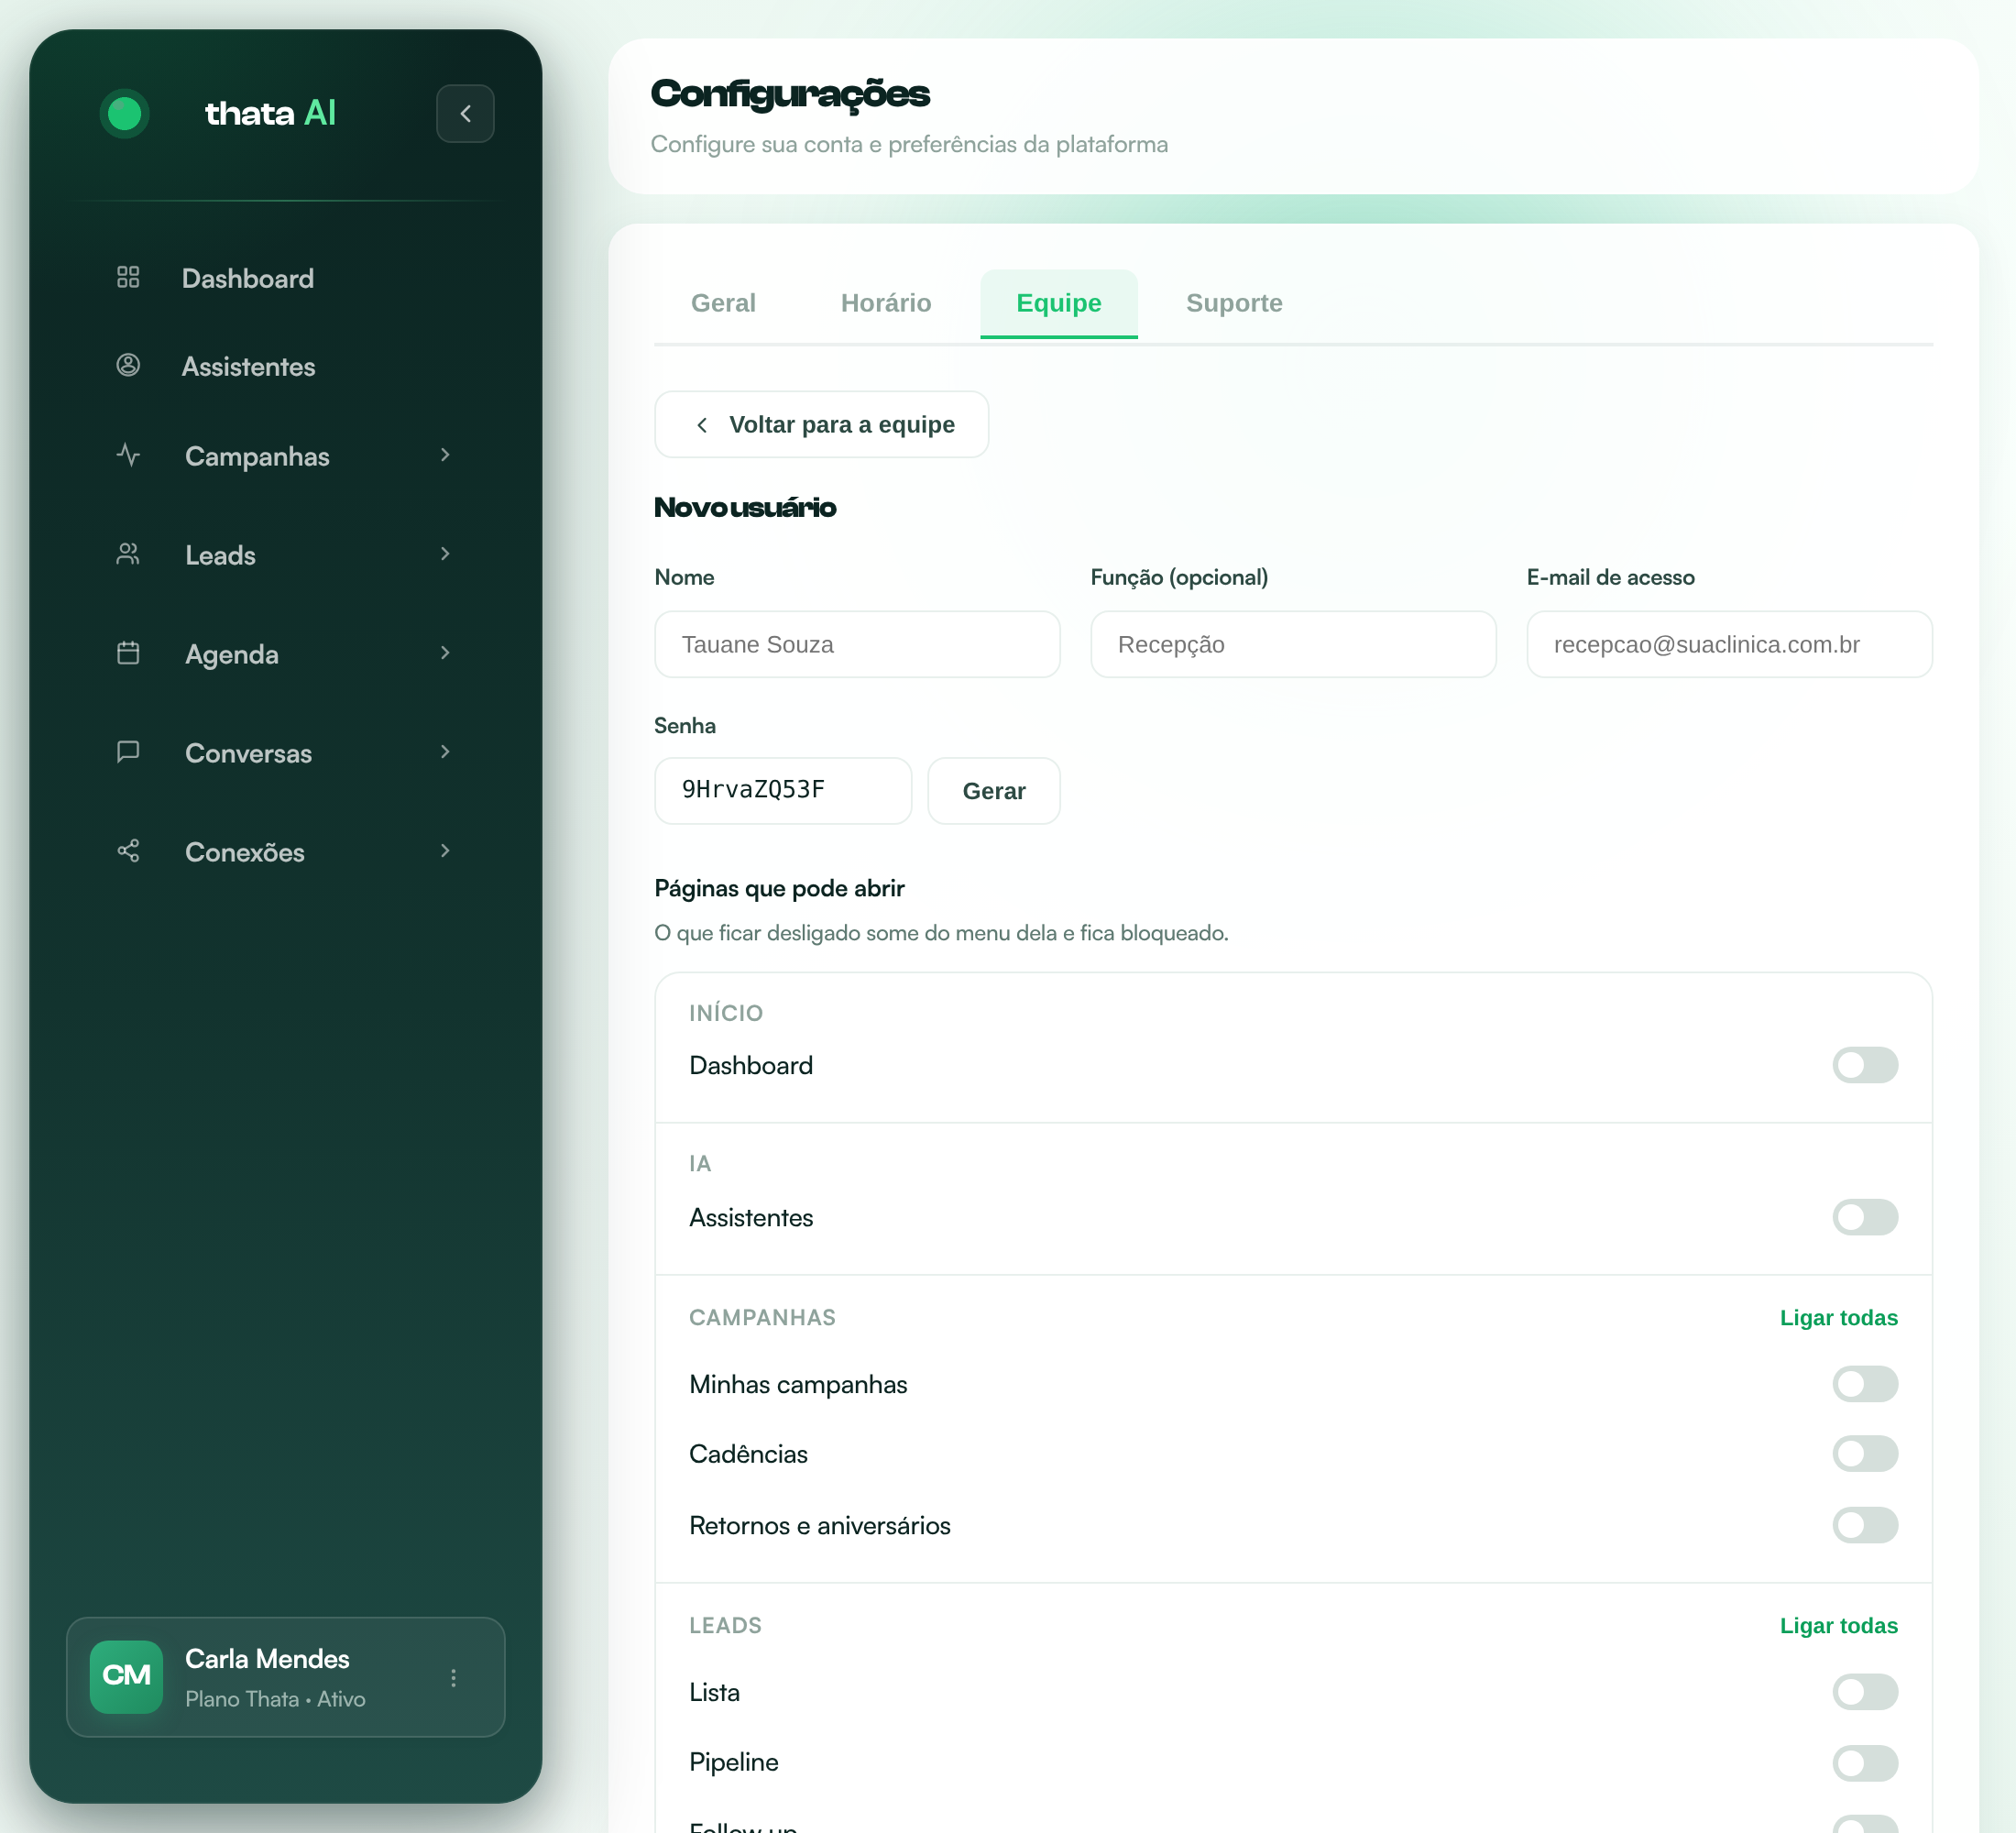 thata AI
Dashboard
Assistentes
Campanhas
Leads
Agenda
Conversas
Conexões
CM
Carla Mendes
Plano Thata • Ativo
Configurações
Configure sua conta e preferências da plataforma
Geral Horário Equipe Suporte
Voltar para a equipe
Novo usuário
Nome Função (opcional) E-mail de acesso
Tauane Souza Recepção recepcao@suaclinica.com.br
Senha
9HrvaZQ53F Gerar
Páginas que pode abrir
O que ficar desligado some do menu dela e fica bloqueado.
INÍCIO
Dashboard
IA
Assistentes
CAMPANHAS Ligar todas
Minhas campanhas
Cadências
Retornos e aniversários
LEADS Ligar todas
Lista
Pipeline